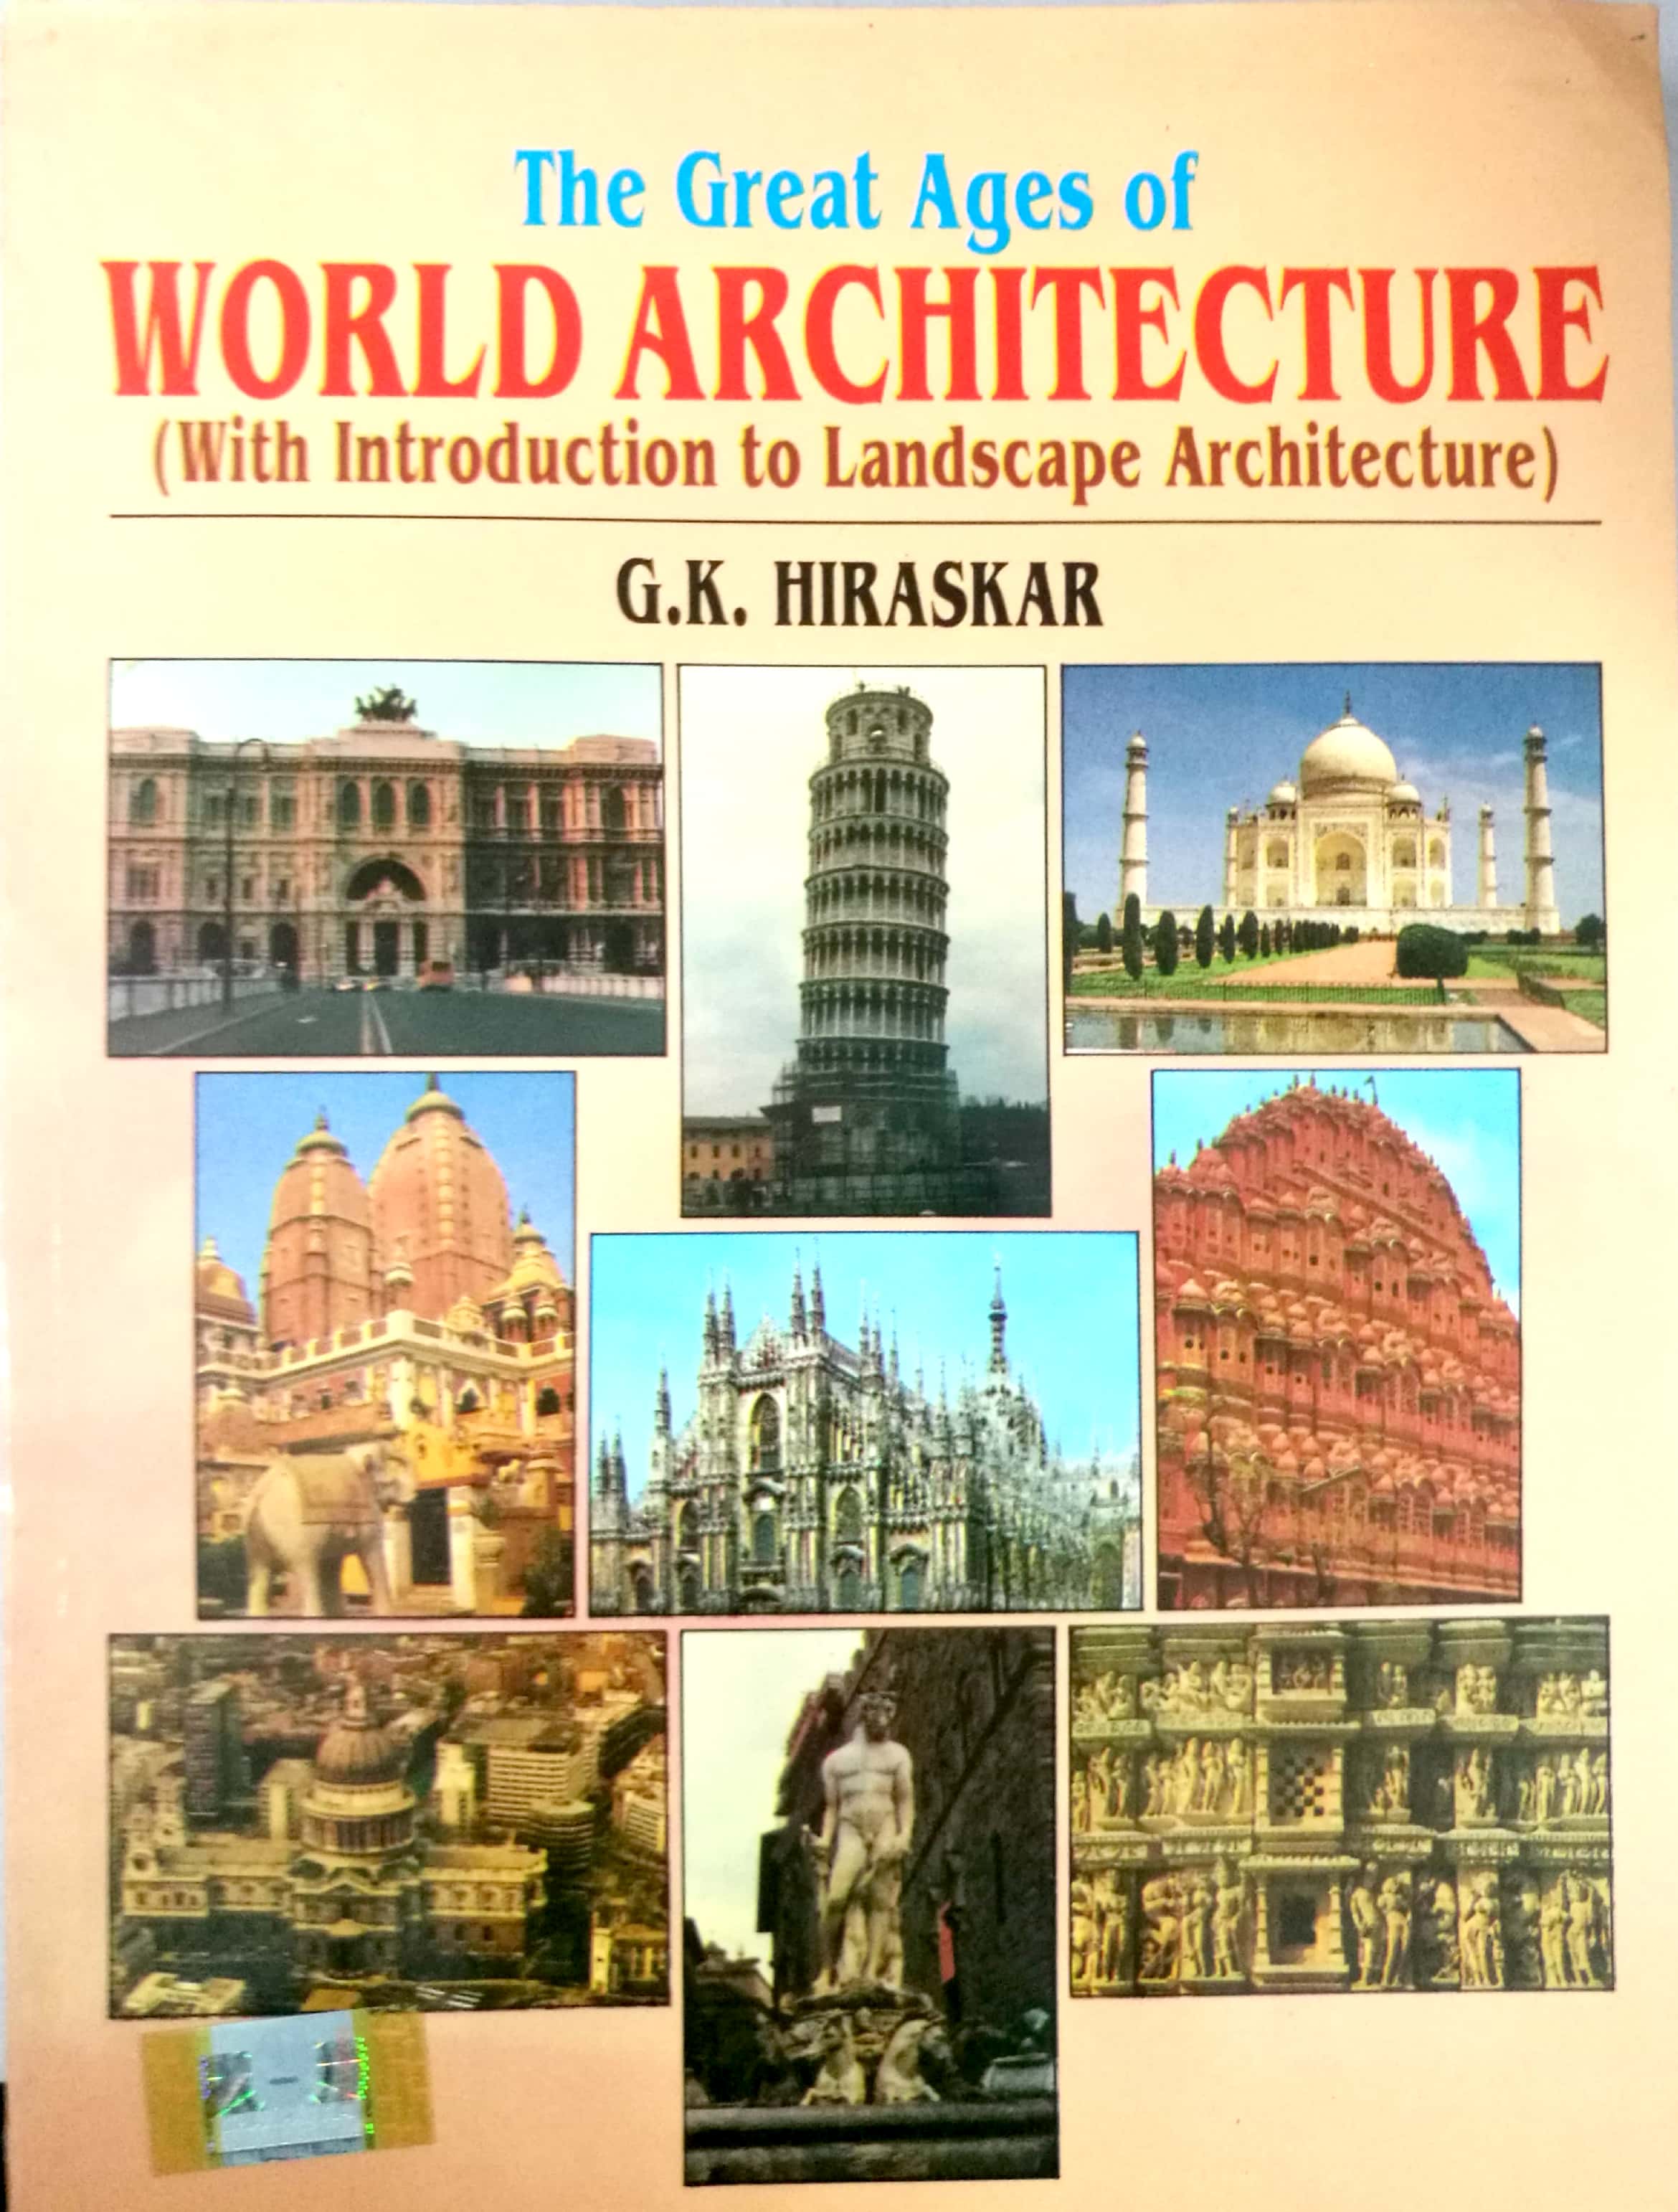 The Great Ages of
WORLD ARCHITECTURE
(With Introduction to Landscape Architecture)
G.K. HIRASKAR